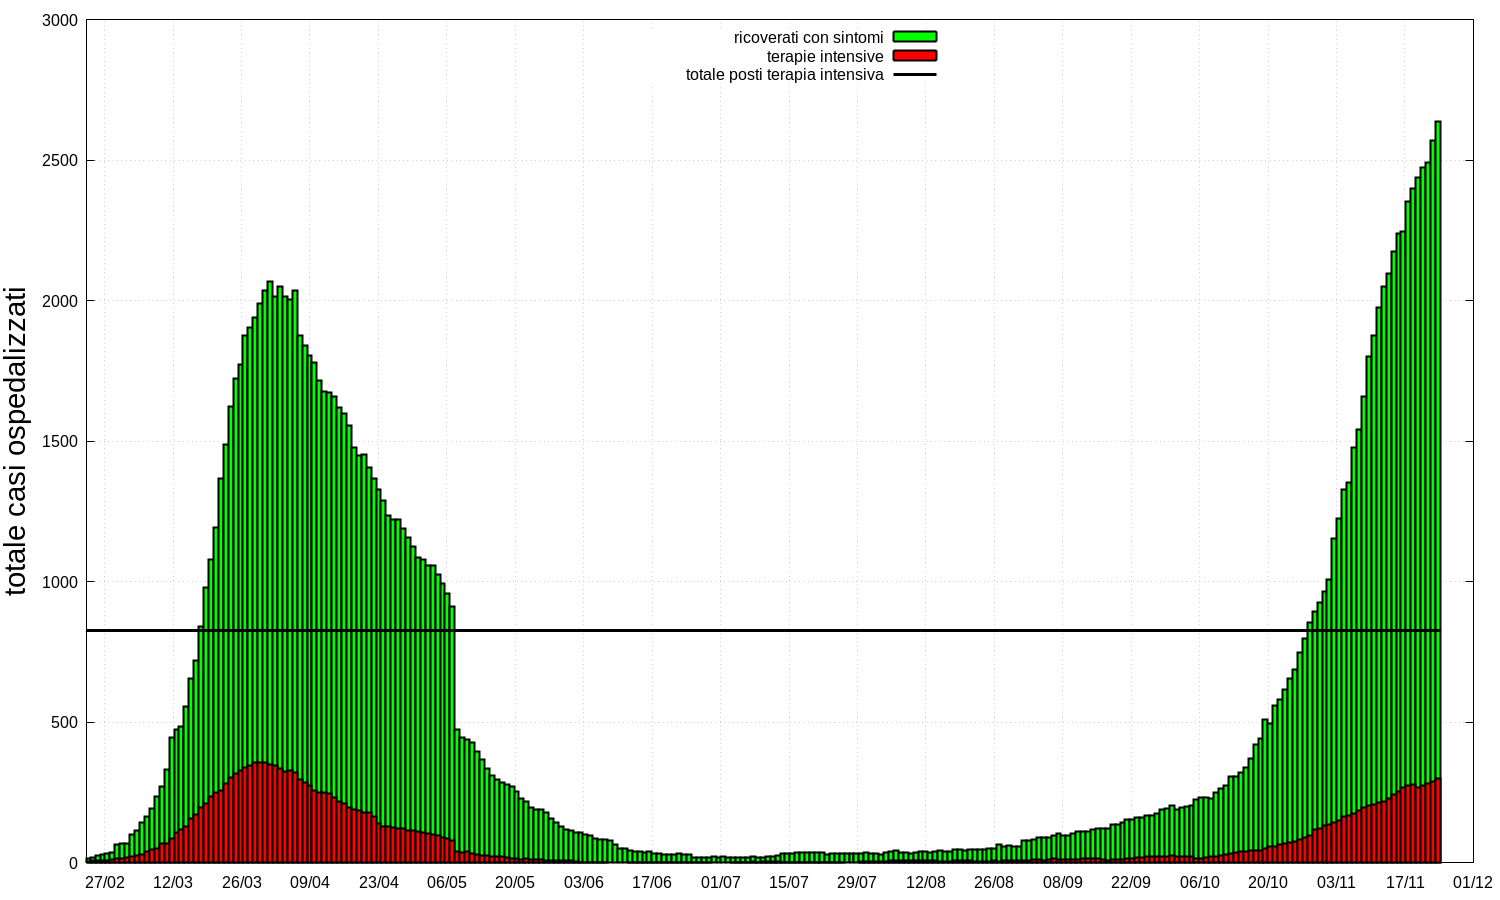 3000
2500
2000
1500
1000
500
0
totale casi ospedalizzati
ricoverati con sintomi
terapie intensive
totale posti terapia intensiva
27/02 12/03 26/03 09/04 23/04 06/05 20/05 03/06 17/06 01/07 15/07 29/07 12/08 26/08 08/09 22/09 06/10 20/10 03/11 17/11 01/12